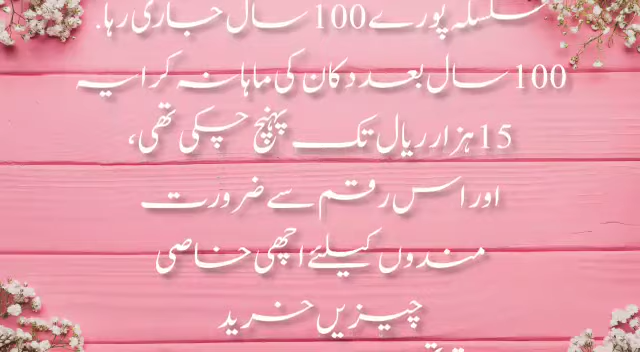 سلسلہ پورے 100 سال جاری رہا.
100 سال بعد دکان کی ماہانہ کرایہ
15 ہزار ریال تک پہنچ چکی تھی،
اور اس رقم سے ضرورت
مندوں کیلئے اچھی خاصی
چیزیں خرید